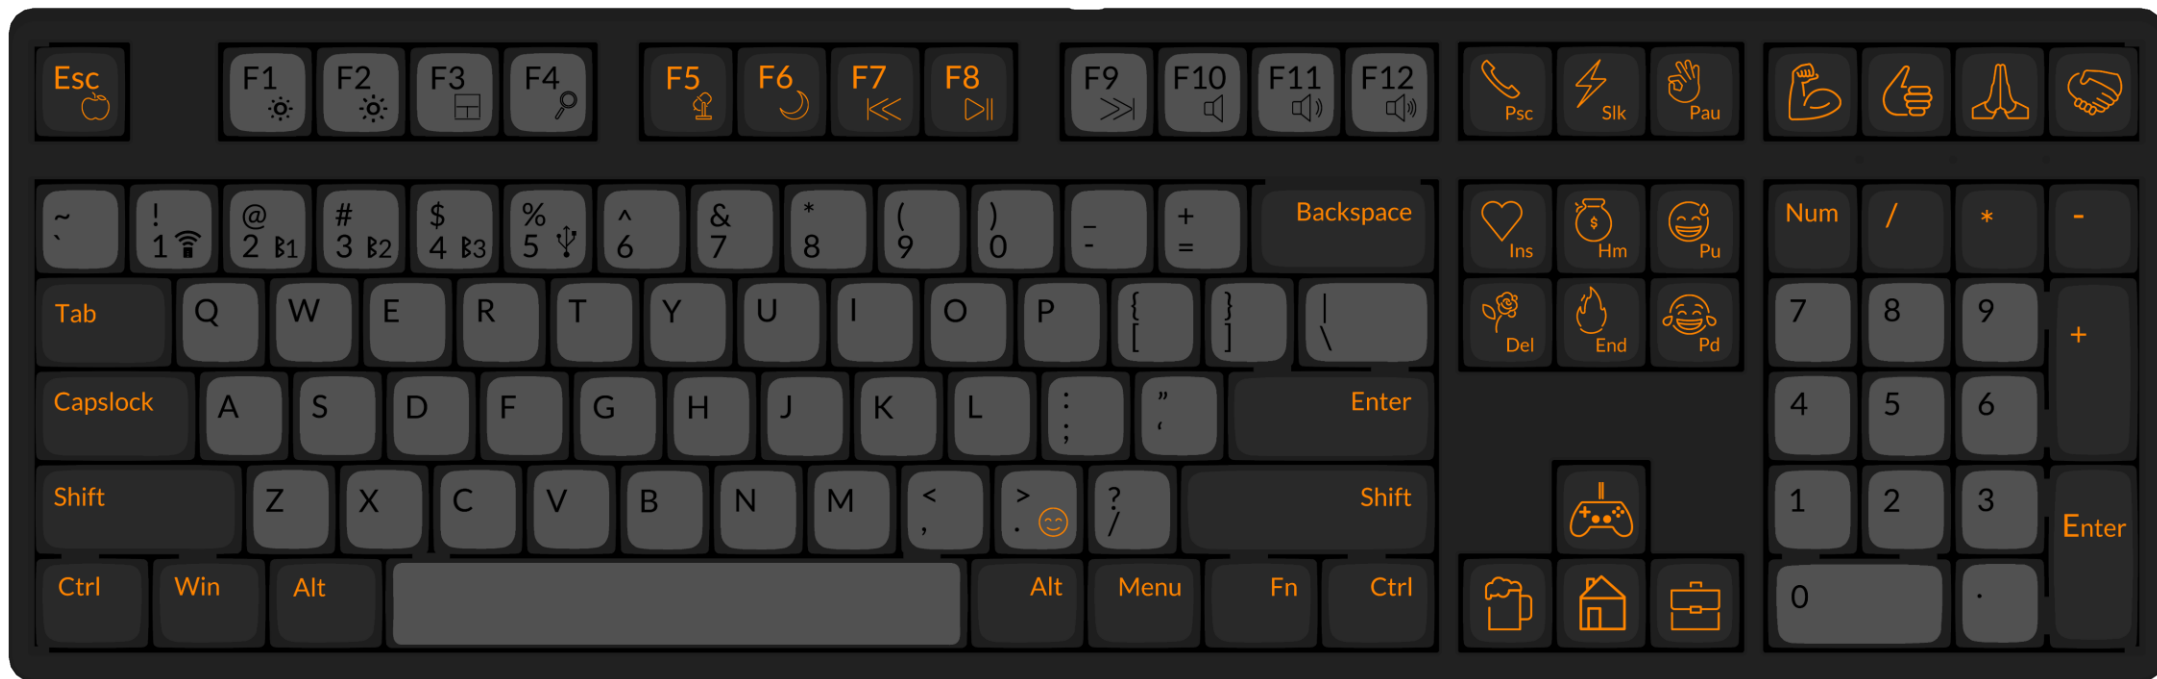 Esc F1 F2 F3 F4 F5 F6 F7 F8 F9 F10 F11 F12
Psc Slk Pau
~ ! @ # $ % ^ & * ( ) _ + Backspace
` 1 2 B1 3 B2 4 B3 5 6 7 8 9 0 - =
$
Ins Hm Pu
Num / * -
Tab Q W E R T Y U I O P { } |
[ ] \
Del End Pd
7 8 9 +
Capslock A S D F G H J K L : ” Enter
; ‘
4 5 6
Shift Z X C V B N M < > ? Shift
, . /
1 2 3 Enter
Ctrl Win Alt Alt Menu Fn Ctrl
0 .